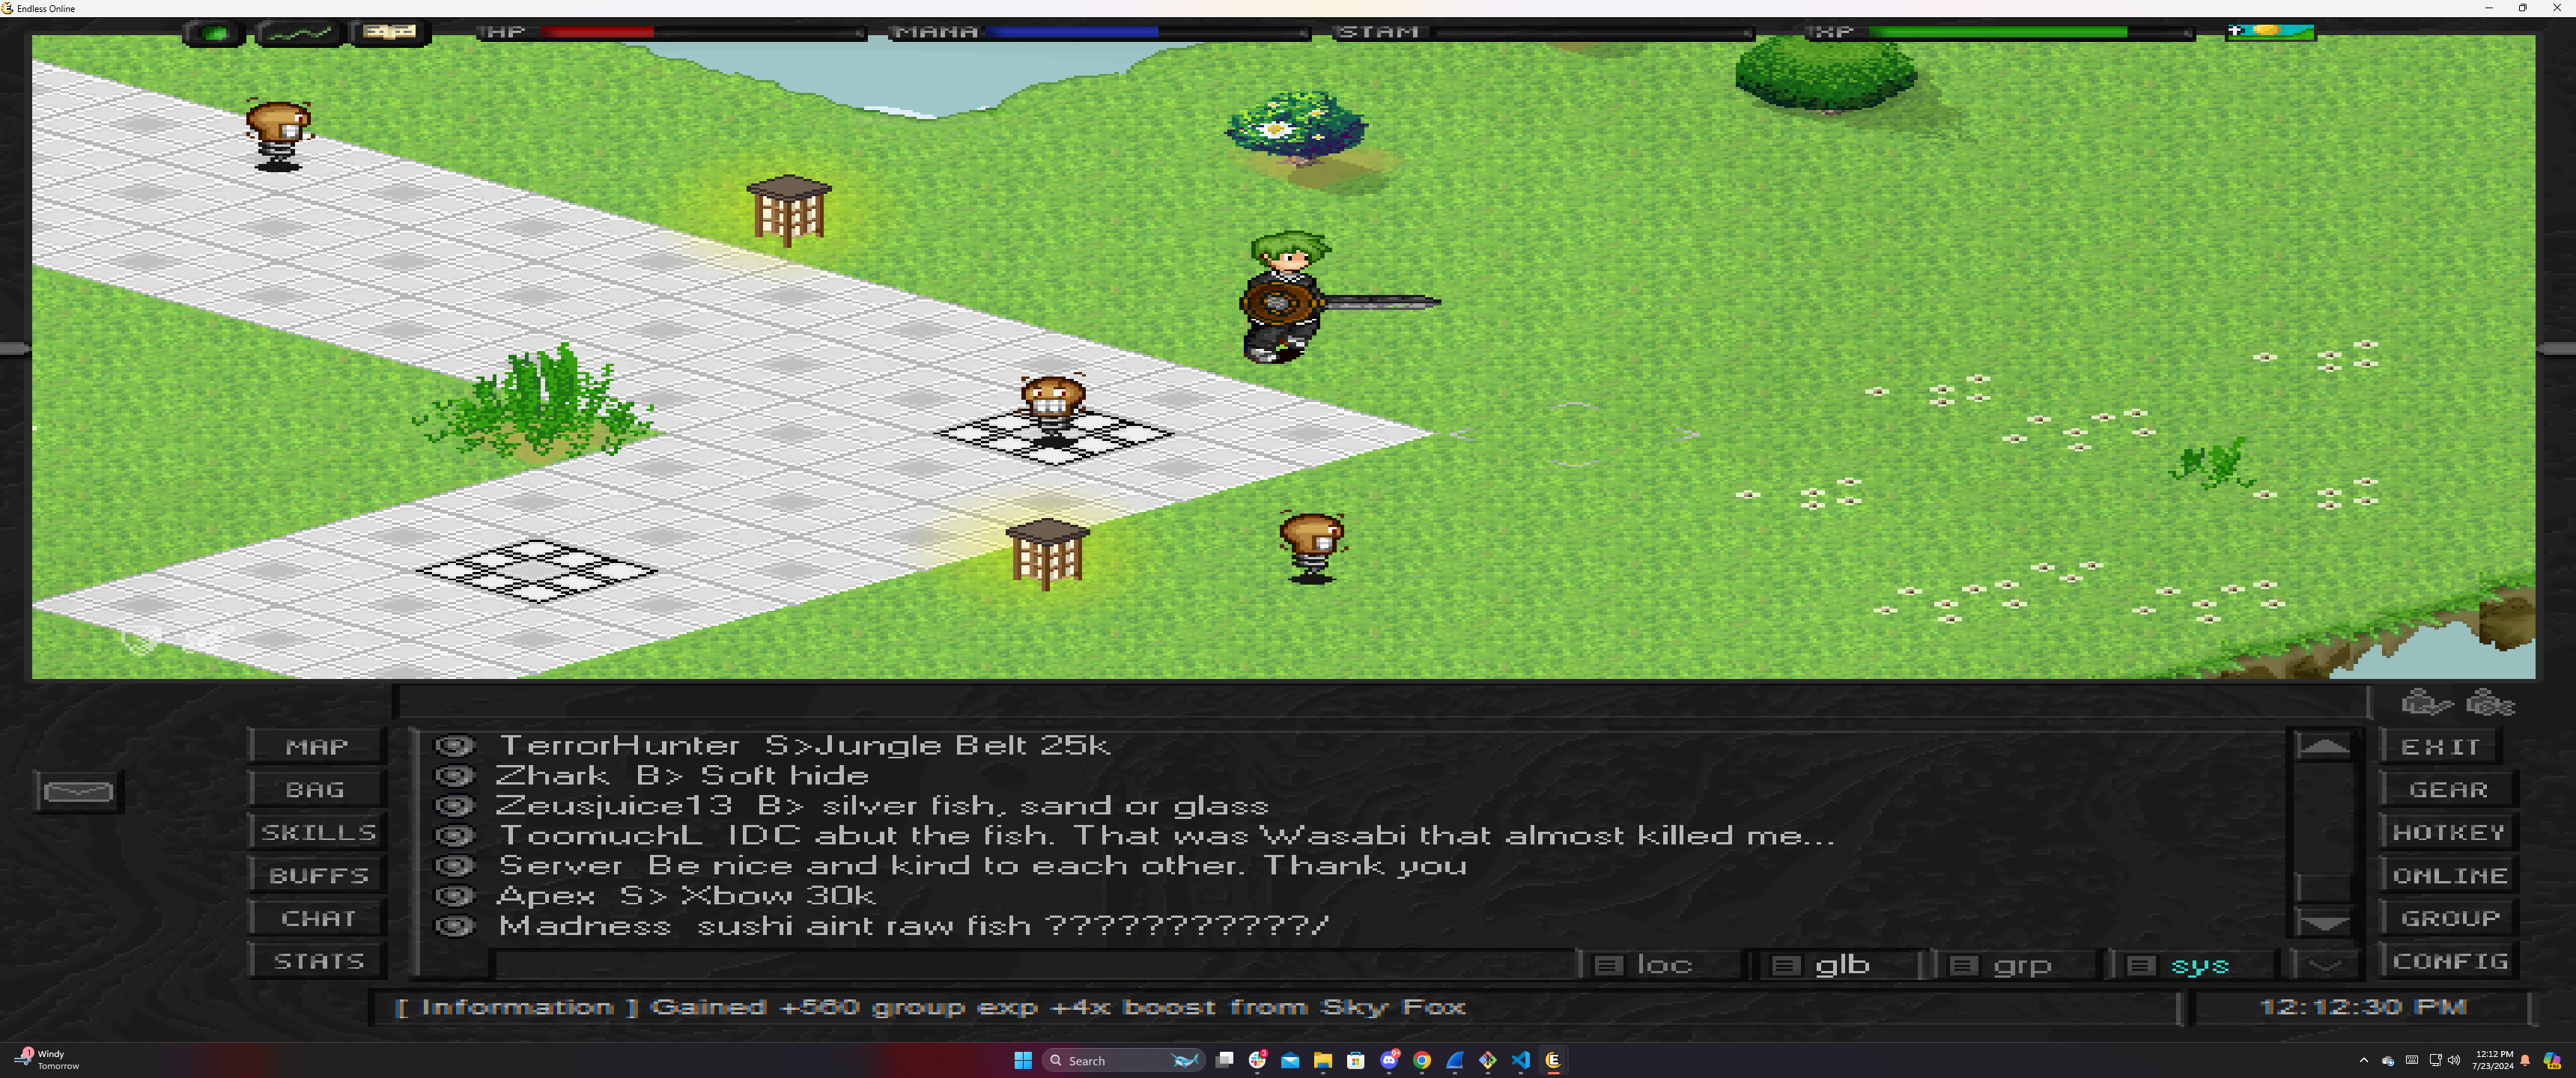 Endless Online
HP
MANA
STAM
XP
MAP
BAG
SKILLS
BUFFS
CHAT
STATS
TerrorHunter S>Jungle Belt 25k
Zhark B> Soft hide
Zeusjuice13 B> silver fish, sand or glass
ToomuchL IDC abut the fish. That was Wasabi that almost killed me...
Server Be nice and kind to each other. Thank you
Apex S> Xbow 30k
Madness sushi aint raw fish ???????????/
EXIT
GEAR
HOTKEY
ONLINE
GROUP
CONFIG
loc
glb
grp
sys
[ Information ] Gained +560 group exp +4x boost from Sky Fox
12:12:30 PM
1
Windy
Tomorrow
Search
3
9+
12:12 PM
7/23/2024
PRE